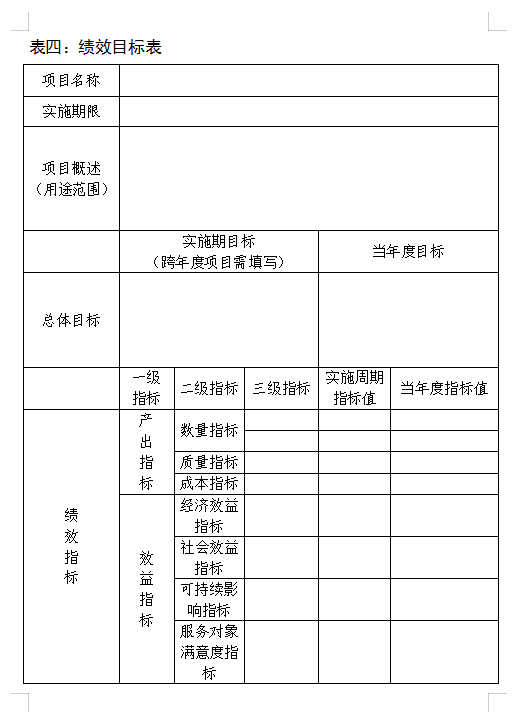 表四：绩效目标表
项目名称
实施期限
项目概述
（用途范围）
实施期目标
（跨年度项目需填写）
当年度目标
总体目标
一级
指标
二级指标
三级指标
实施周期
指标值
当年度指标值
绩
效
指
标
产
出
指
标
数量指标
质量指标
成本指标
效
益
指
标
经济效益
指标
社会效益
指标
可持续影
响指标
服务对象
满意度指
标